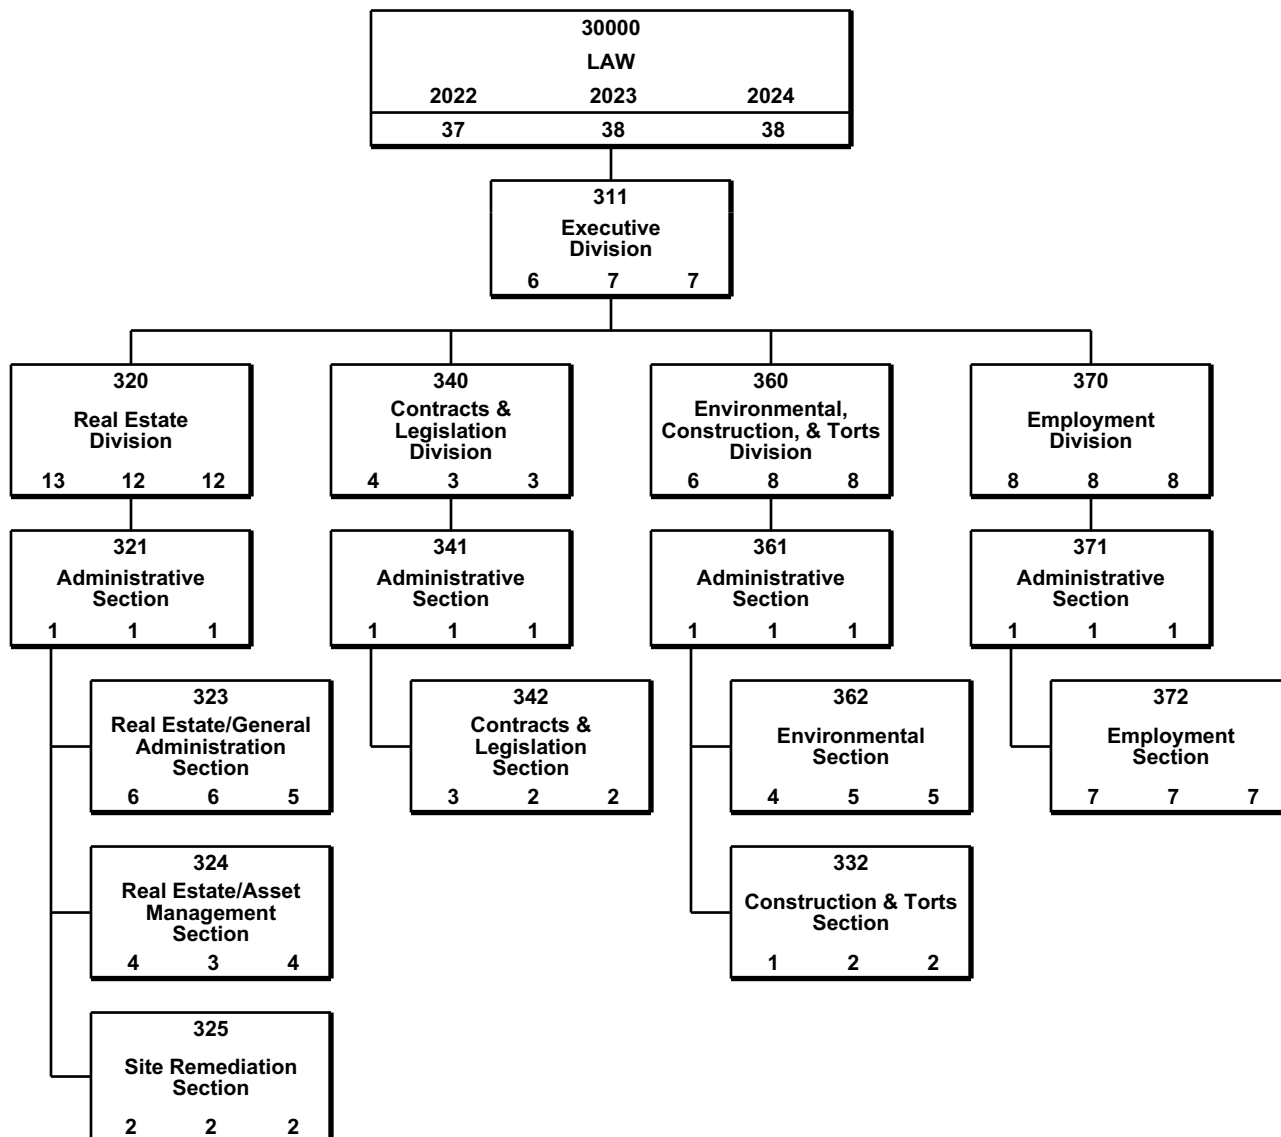 30000
LAW
2022 2023 2024
37 38 38
311
Executive
Division
6 7 7
320
Real Estate
Division
13 12 12
340
Contracts &
Legislation
Division
4 3 3
360
Environmental,
Construction, & Torts
Division
6 8 8
370
Employment
Division
8 8 8
321
Administrative
Section
1 1 1
341
Administrative
Section
1 1 1
361
Administrative
Section
1 1 1
371
Administrative
Section
1 1 1
323
Real Estate/General
Administration
Section
6 6 5
342
Contracts &
Legislation
Section
3 2 2
362
Environmental
Section
4 5 5
372
Employment
Section
7 7 7
324
Real Estate/Asset
Management
Section
4 3 4
332
Construction & Torts
Section
1 2 2
325
Site Remediation
Section
2 2 2